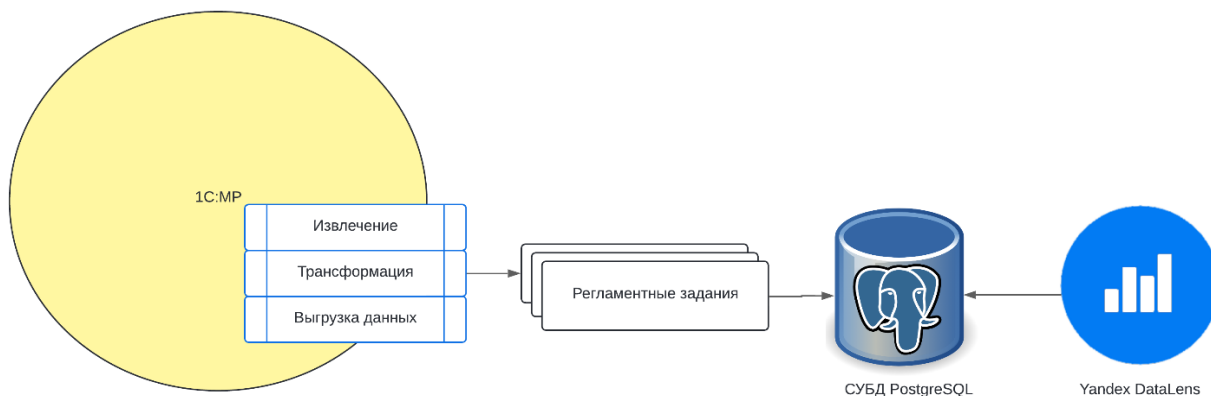 1С:МР
Извлечение
Трансформация
Выгрузка данных
Регламентные задания
СУБД PostgreSQL
Yandex DataLens